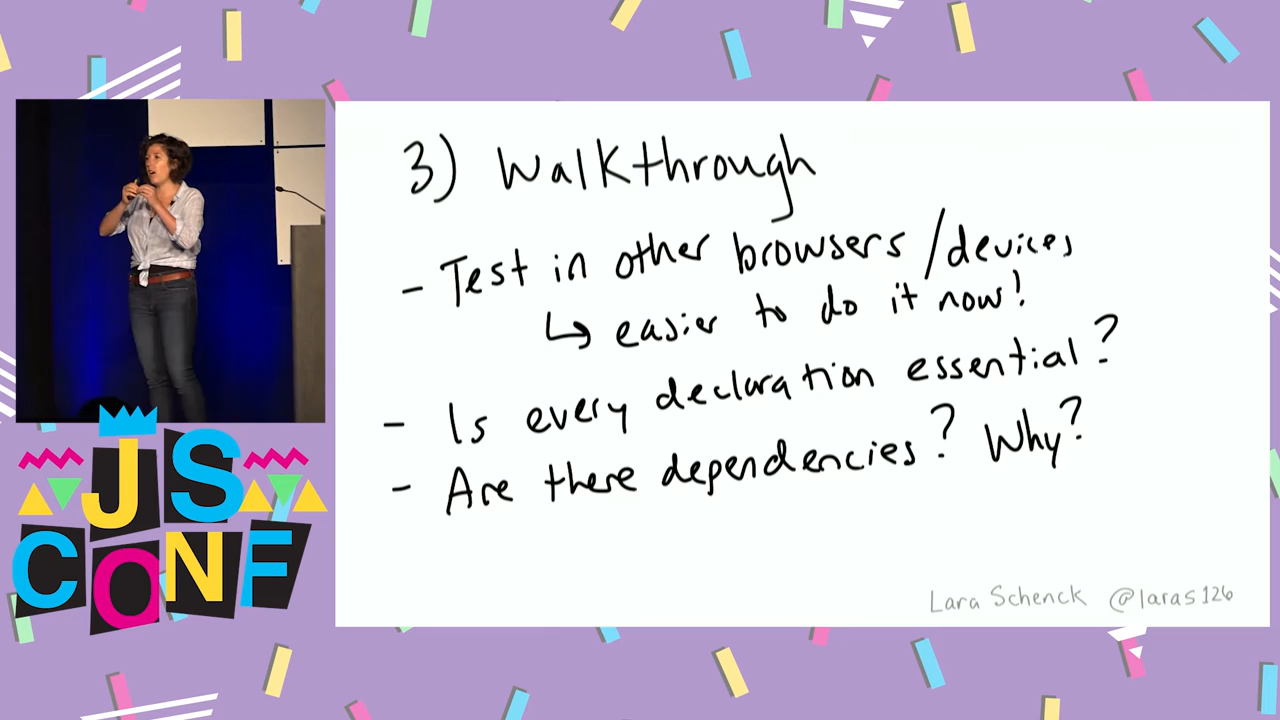 3) Walkthrough
- Test in other browsers/devices
↳ easier to do it now!
- Is every declaration essential?
- Are there dependencies? Why?
Lara Schenck @laras126
JS
CONF